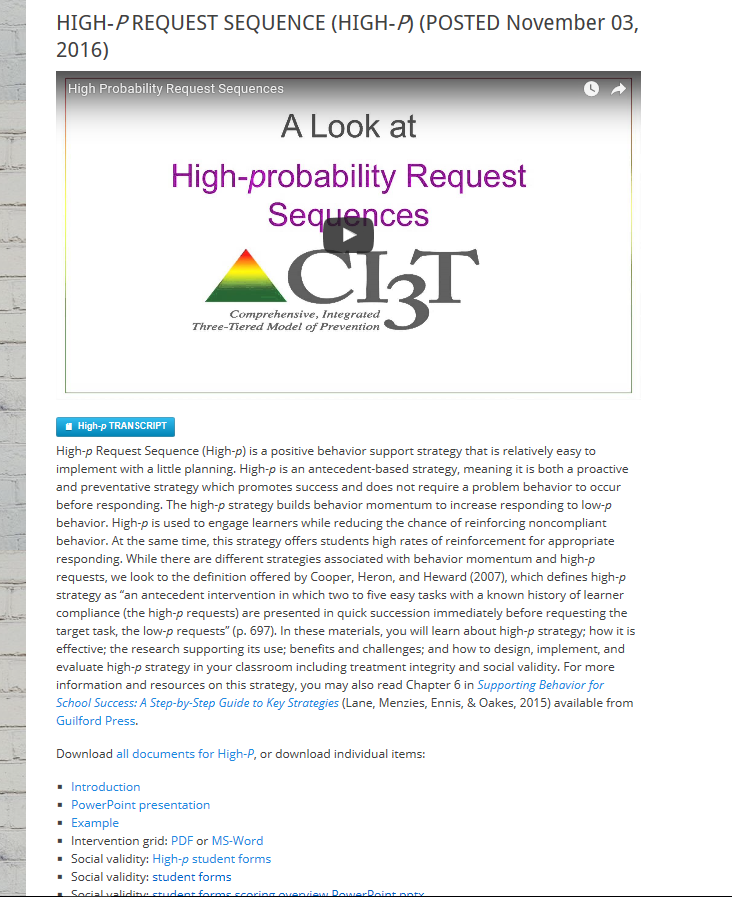 HIGH-P REQUEST SEQUENCE (HIGH-P) (POSTED November 03,
2016)
High Probability Request Sequences
A Look at
High-probability Request
Sequences
CI3T
Comprehensive, Integrated
Three-Tiered Model of Prevention
High-p TRANSCRIPT
High-p Request Sequence (High-p) is a positive behavior support strategy that is relatively easy to
implement with a little planning. High-p is an antecedent-based strategy, meaning it is both a proactive
and preventative strategy which promotes success and does not require a problem behavior to occur
before responding. The high-p strategy builds behavior momentum to increase responding to low-p
behavior. High-p is used to engage learners while reducing the chance of reinforcing noncompliant
behavior. At the same time, this strategy offers students high rates of reinforcement for appropriate
responding. While there are different strategies associated with behavior momentum and high-p
requests, we look to the definition offered by Cooper, Heron, and Heward (2007), which defines high-p
strategy as “an antecedent intervention in which two to five easy tasks with a known history of learner
compliance (the high-p requests) are presented in quick succession immediately before requesting the
target task, the low-p requests” (p. 697). In these materials, you will learn about high-p strategy; how it is
effective; the research supporting its use; benefits and challenges; and how to design, implement, and
evaluate high-p strategy in your classroom including treatment integrity and social validity. For more
information and resources on this strategy, you may also read Chapter 6 in Supporting Behavior for
School Success: A Step-by-Step Guide to Key Strategies (Lane, Menzies, Ennis, & Oakes, 2015) available from
Guilford Press.
Download all documents for High-P, or download individual items:
Introduction
PowerPoint presentation
Example
Intervention grid: PDF or MS-Word
Social validity: High-p student forms
Social validity: student forms
Social validity: student forms scoring overview PowerPoint pptx